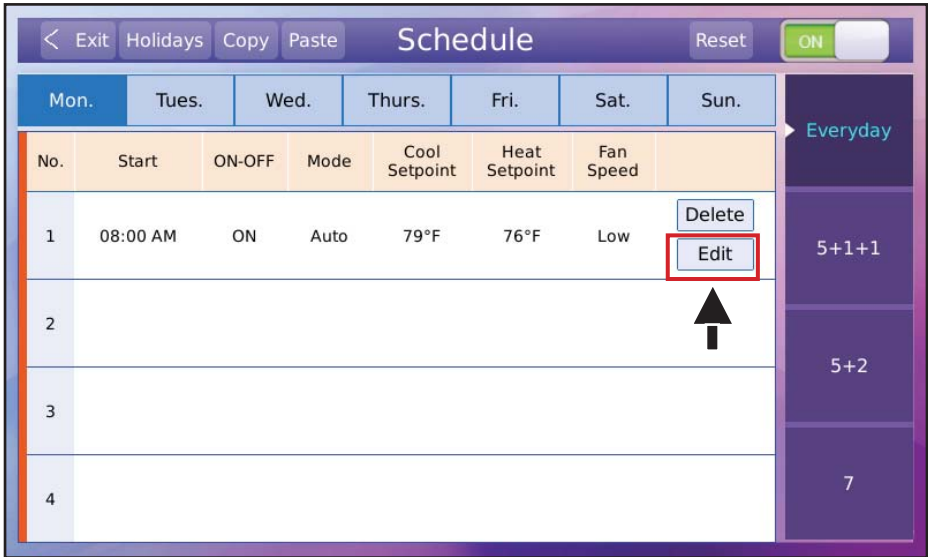 < Exit Holidays Copy Paste Schedule Reset ON
Mon. Tues. Wed. Thurs. Fri. Sat. Sun.
Everyday
No. Start ON-OFF Mode Cool Setpoint Heat Setpoint Fan Speed
1 08:00 AM ON Auto 79°F 76°F Low Delete
Edit
5+1+1
2
5+2
3
7
4